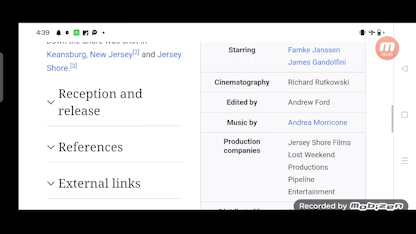 4:39
Down the Shore was shot in
Keansburg, New Jersey[2] and Jersey
Shore.[3]
Reception and
release
References
External links
Starring Famke Janssen
James Gandolfini
Cinematography Richard Rutkowski
Edited by Andrew Ford
Music by Andrea Morricone
Production Jersey Shore Films
companies Lost Weekend
Productions
Pipeline
Entertainment
Recorded by Mobizen